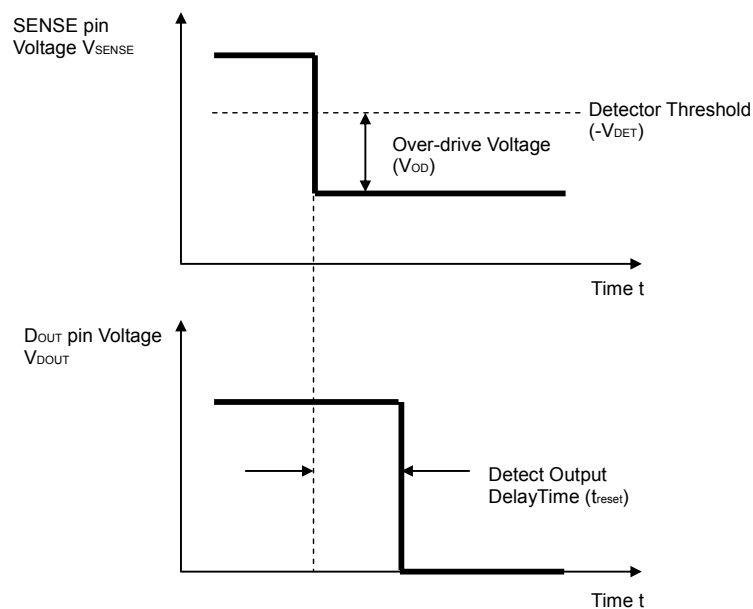 SENSE pin
Voltage VSENSE
Detector Threshold
(-VDET)
Over-drive Voltage
(VOD)
Time t
DOUT pin Voltage
VDOUT
Detect Output
DelayTime (treset)
Time t